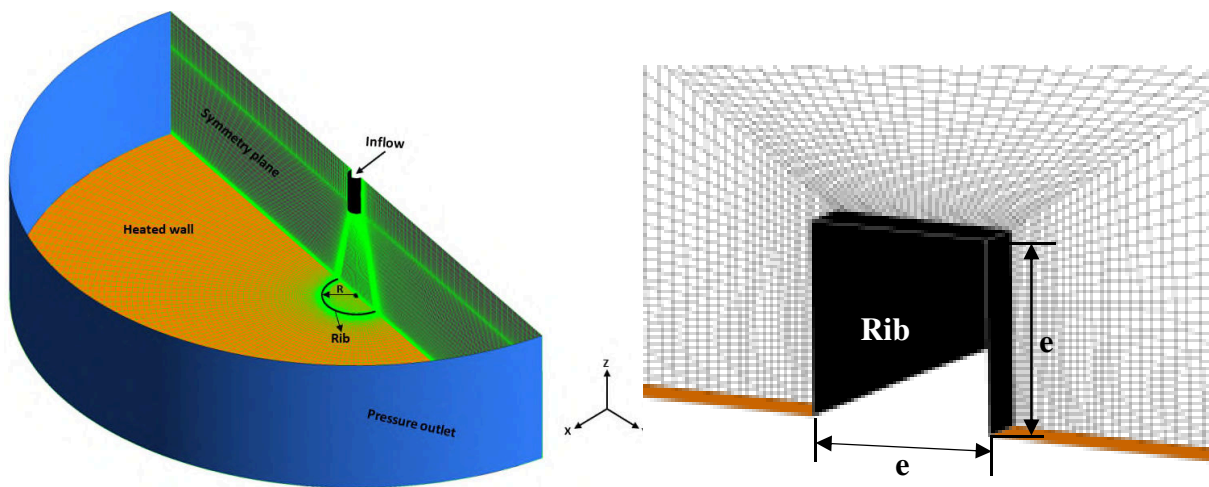 Inflow
Symmetry plane
Heated wall
R
Rib
Pressure outlet
Z
X
Rib
e
e